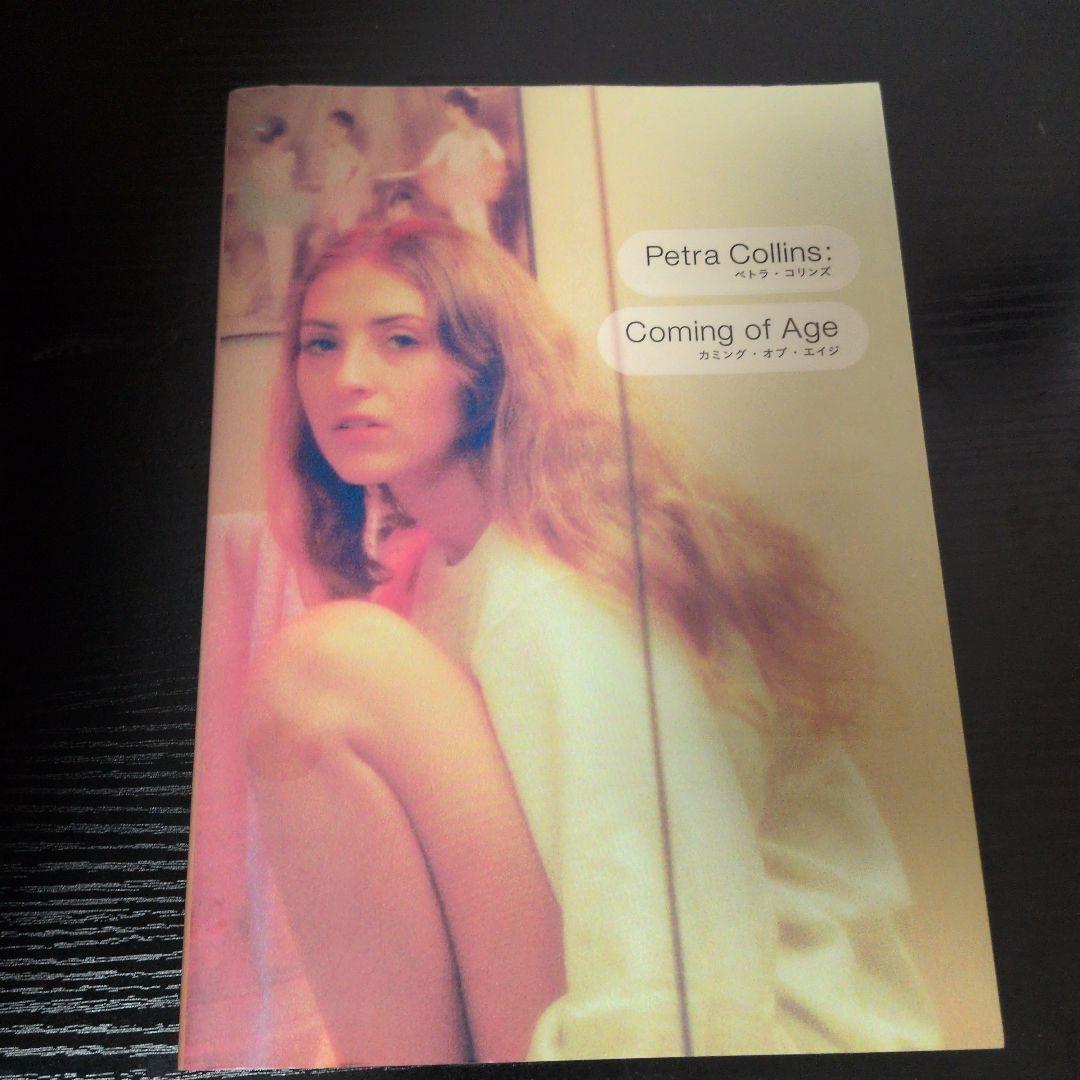 Petra Collins:
ペトラ・コリンズ
Coming of Age
カミング・オブ・エイジ